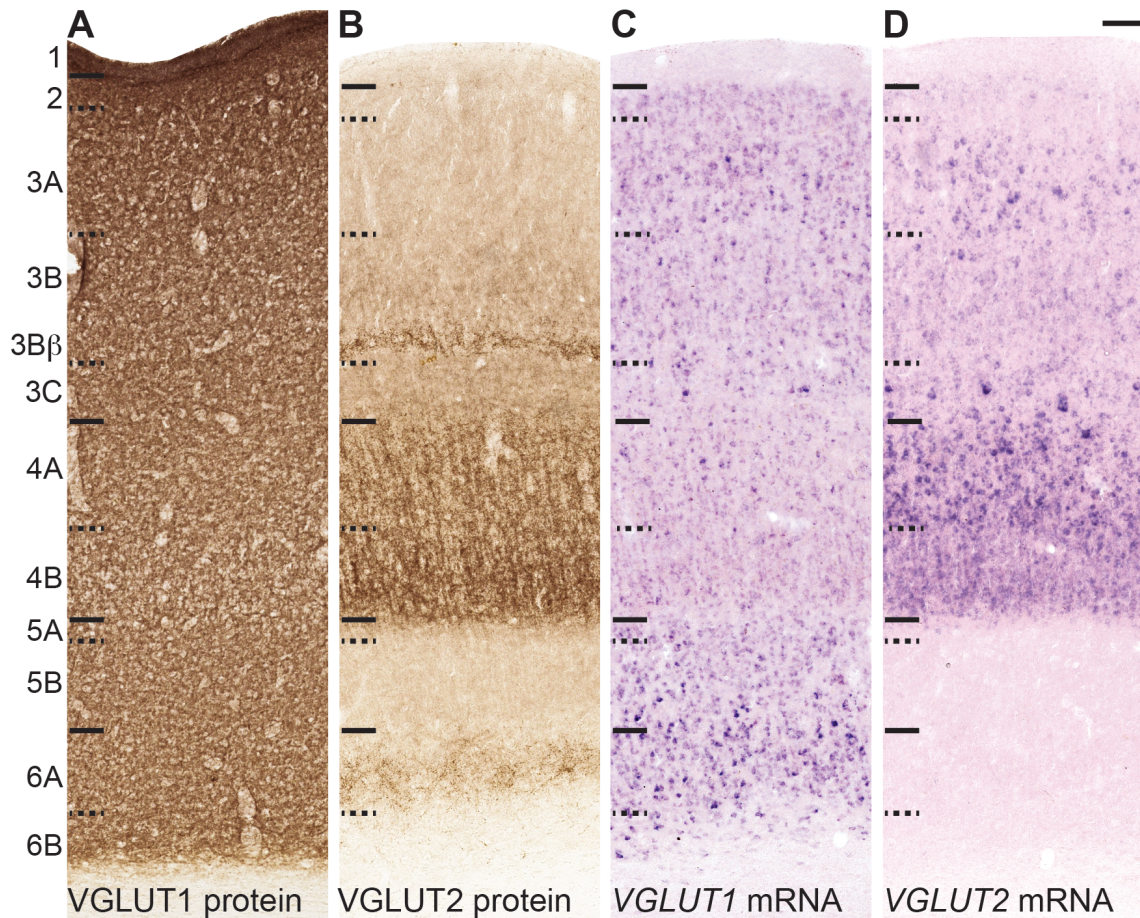 A B C D
1
2
3A
3B
3Bβ
3C
4A
4B
5A
5B
6A
6B
VGLUT1 protein VGLUT2 protein VGLUT1 mRNA VGLUT2 mRNA